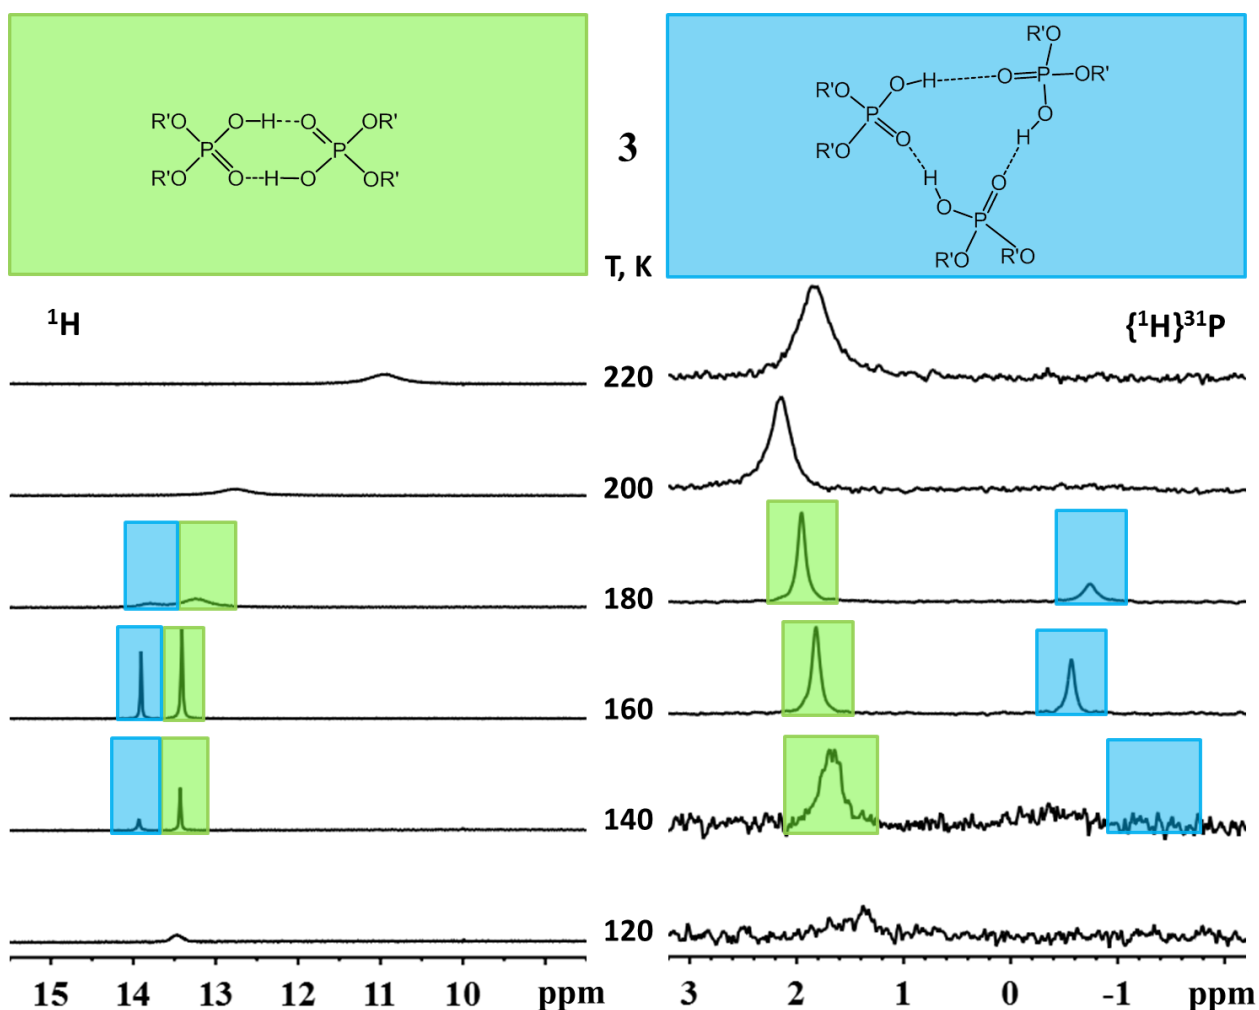 R'O O H O OR'
P P
R'O O H O OR'
3
R'O
R'O O H O P OR'
P O
R'O O H
H O
O P
R'O R'O
T, K
¹H
{¹H}³¹P
220
200
180
160
140
120
15 14 13 12 11 10 ppm
3 2 1 0 -1 ppm